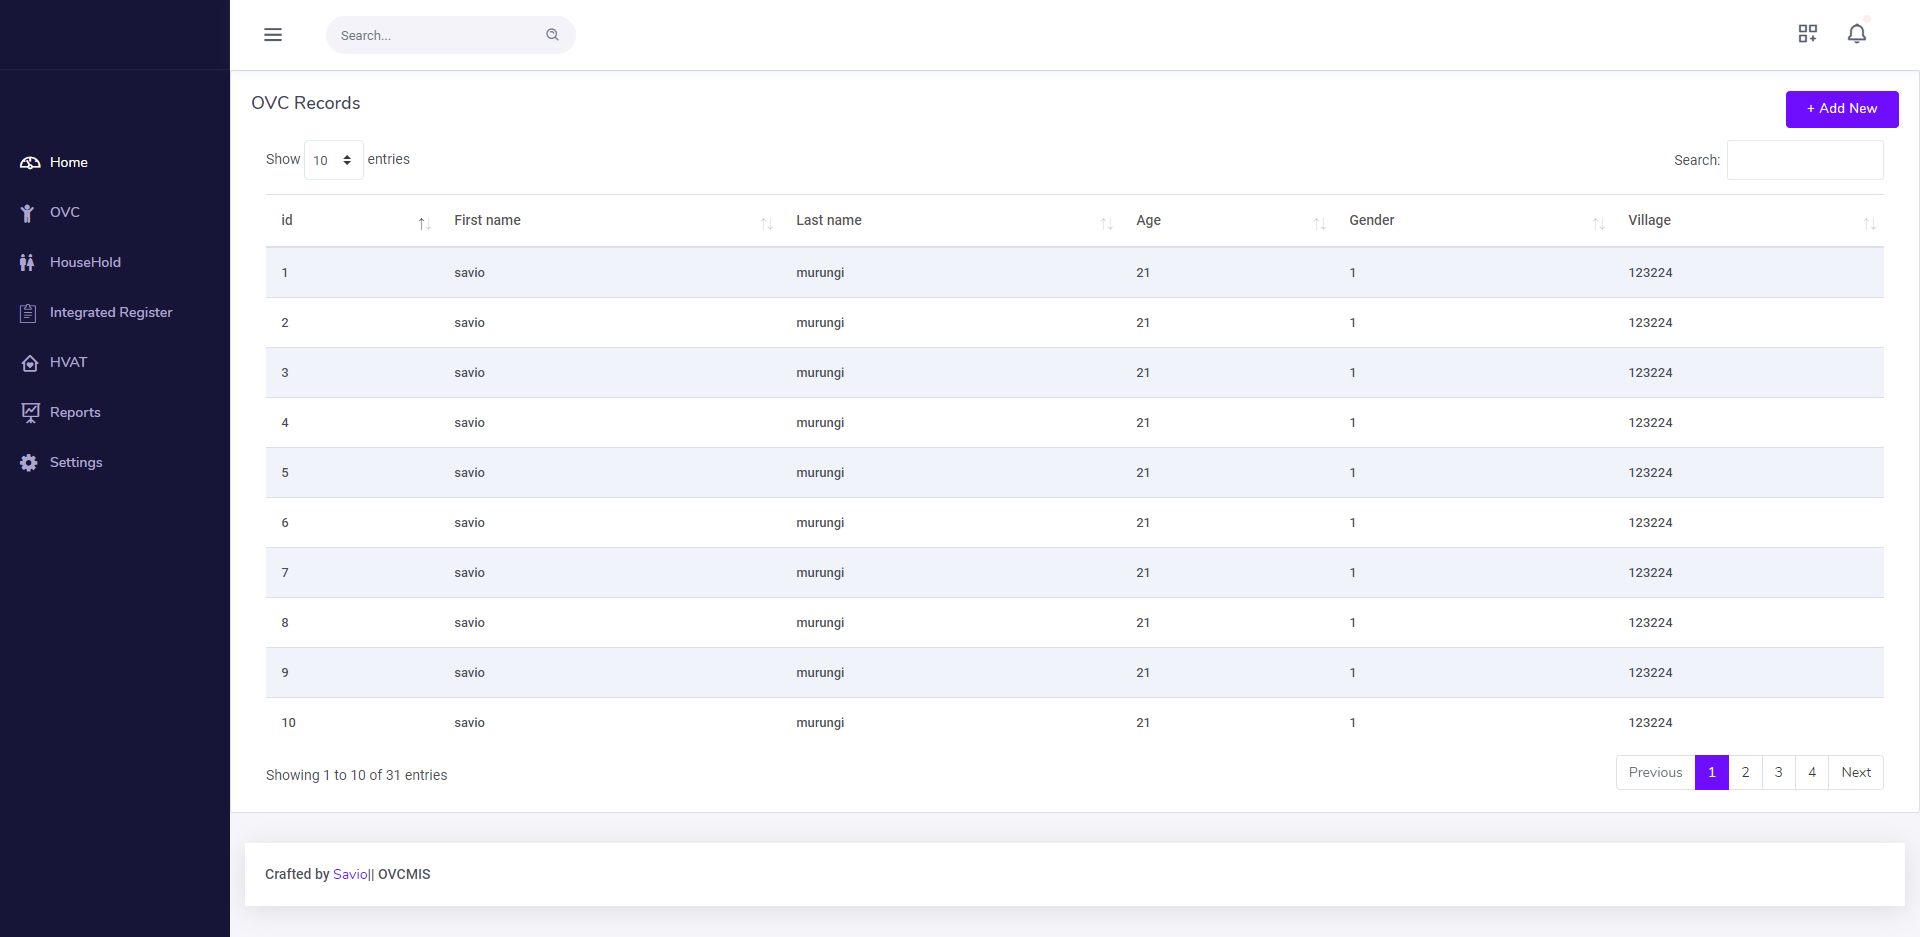 Search...
Home
OVC
HouseHold
Integrated Register
HVAT
Reports
Settings
OVC Records
+ Add New
Show 10 entries
Search:
id First name Last name Age Gender Village
1 savio murungi 21 1 123224
2 savio murungi 21 1 123224
3 savio murungi 21 1 123224
4 savio murungi 21 1 123224
5 savio murungi 21 1 123224
6 savio murungi 21 1 123224
7 savio murungi 21 1 123224
8 savio murungi 21 1 123224
9 savio murungi 21 1 123224
10 savio murungi 21 1 123224
Showing 1 to 10 of 31 entries
Previous 1 2 3 4 Next
Crafted by Savio|| OVCMIS